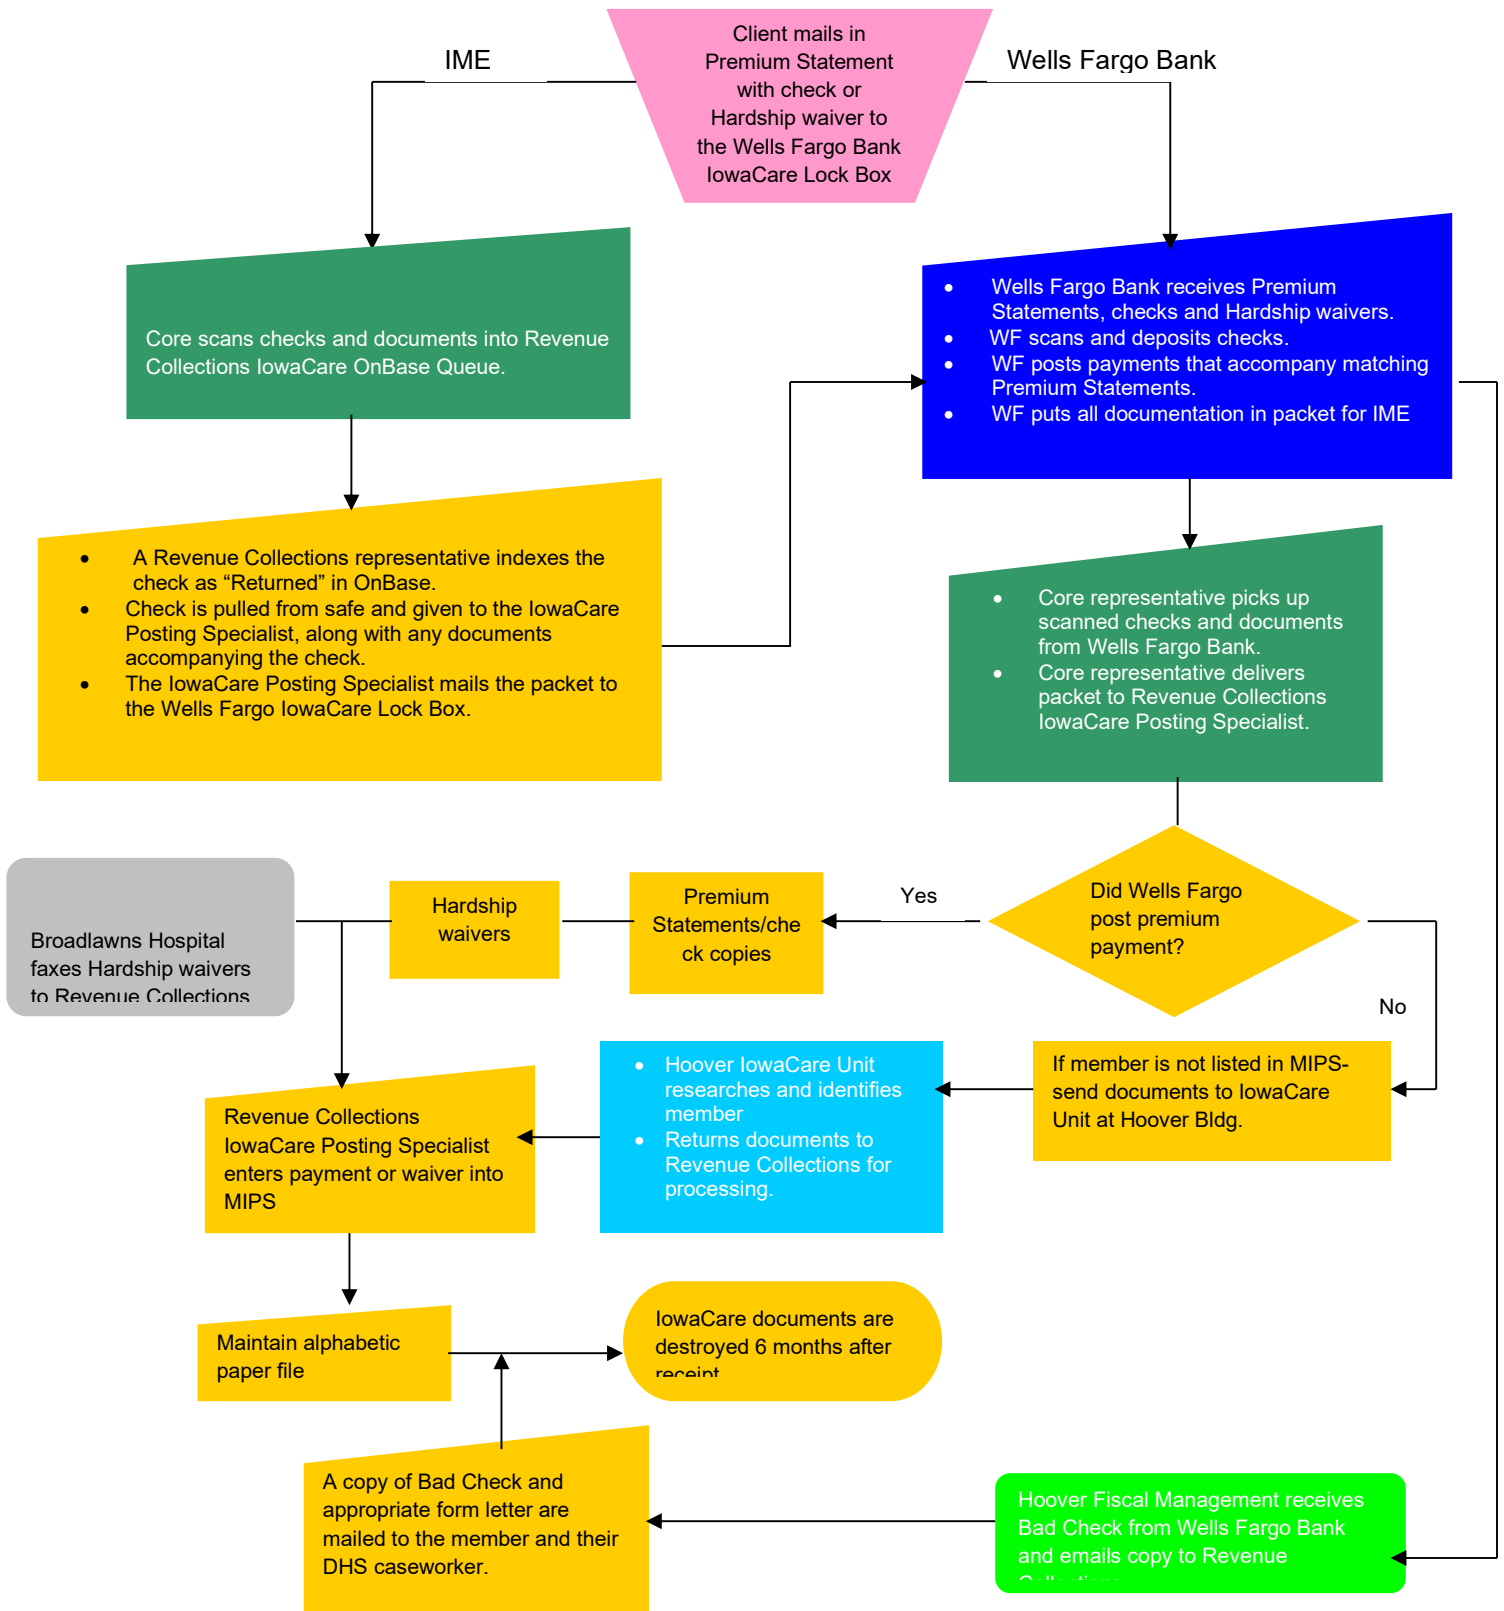 Client mails in
Premium Statement
with check or
Hardship waiver to
the Wells Fargo Bank
IowaCare Lock Box
IME
Wells Fargo Bank
Core scans checks and documents into Revenue
Collections IowaCare OnBase Queue.
• Wells Fargo Bank receives Premium
Statements, checks and Hardship waivers.
• WF scans and deposits checks.
• WF posts payments that accompany matching
Premium Statements.
• WF puts all documentation in packet for IME
• A Revenue Collections representative indexes the
check as “Returned” in OnBase.
• Check is pulled from safe and given to the IowaCare
Posting Specialist, along with any documents
accompanying the check.
• The IowaCare Posting Specialist mails the packet to
the Wells Fargo IowaCare Lock Box.
• Core representative picks up
scanned checks and documents
from Wells Fargo Bank.
• Core representative delivers
packet to Revenue Collections
IowaCare Posting Specialist.
Broadlawns Hospital
faxes Hardship waivers
to Revenue Collections
Hardship
waivers
Premium
Statements/che
ck copies
Yes
Did Wells Fargo
post premium
payment?
No
If member is not listed in MIPS-
send documents to IowaCare
Unit at Hoover Bldg.
• Hoover IowaCare Unit
researches and identifies
member
• Returns documents to
Revenue Collections for
processing.
Revenue Collections
IowaCare Posting Specialist
enters payment or waiver into
MIPS
Maintain alphabetic
paper file
IowaCare documents are
destroyed 6 months after
receipt
A copy of Bad Check and
appropriate form letter are
mailed to the member and their
DHS caseworker.
Hoover Fiscal Management receives
Bad Check from Wells Fargo Bank
and emails copy to Revenue